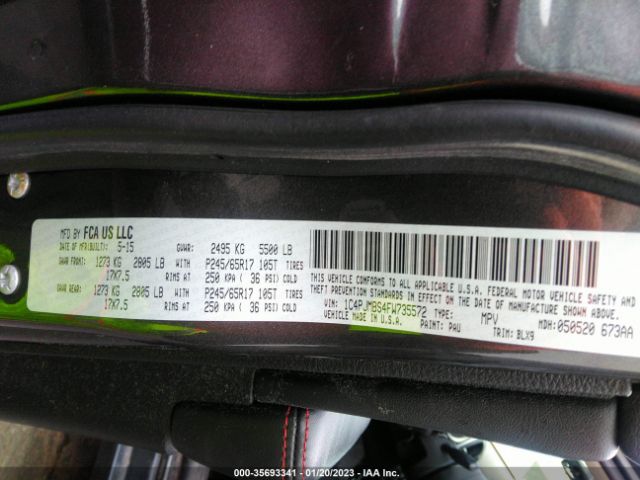 MFD BY FCA US LLC
DATE OF MFR(BUILT): 5-15 GVWR: 2495 KG 5500 LB
GAWR FRONT: 1273 KG 2805 LB WITH P245/65R17 105T TIRES
17X7.5 RIMS AT 250 KPA ( 36 PSI) COLD
GAWR REAR: 1273 KG 2805 LB WITH P245/65R17 105T TIRES
17X7.5 RIMS AT 250 KPA ( 36 PSI) COLD
THIS VEHICLE CONFORMS TO ALL APPLICABLE U.S.A. FEDERAL MOTOR VEHICLE SAFETY AND
THEFT PREVENTION STANDARDS IN EFFECT ON THE DATE OF MANUFACTURE SHOWN ABOVE.
VIN: 1C4PJMBS4FW735572 TYPE: MPV MDH: 050520 673AA
VEHICLE MADE IN U.S.A. PAINT: PAU TRIM: BLX9
000-35693341 | 01/20/2023 - IAA Inc.